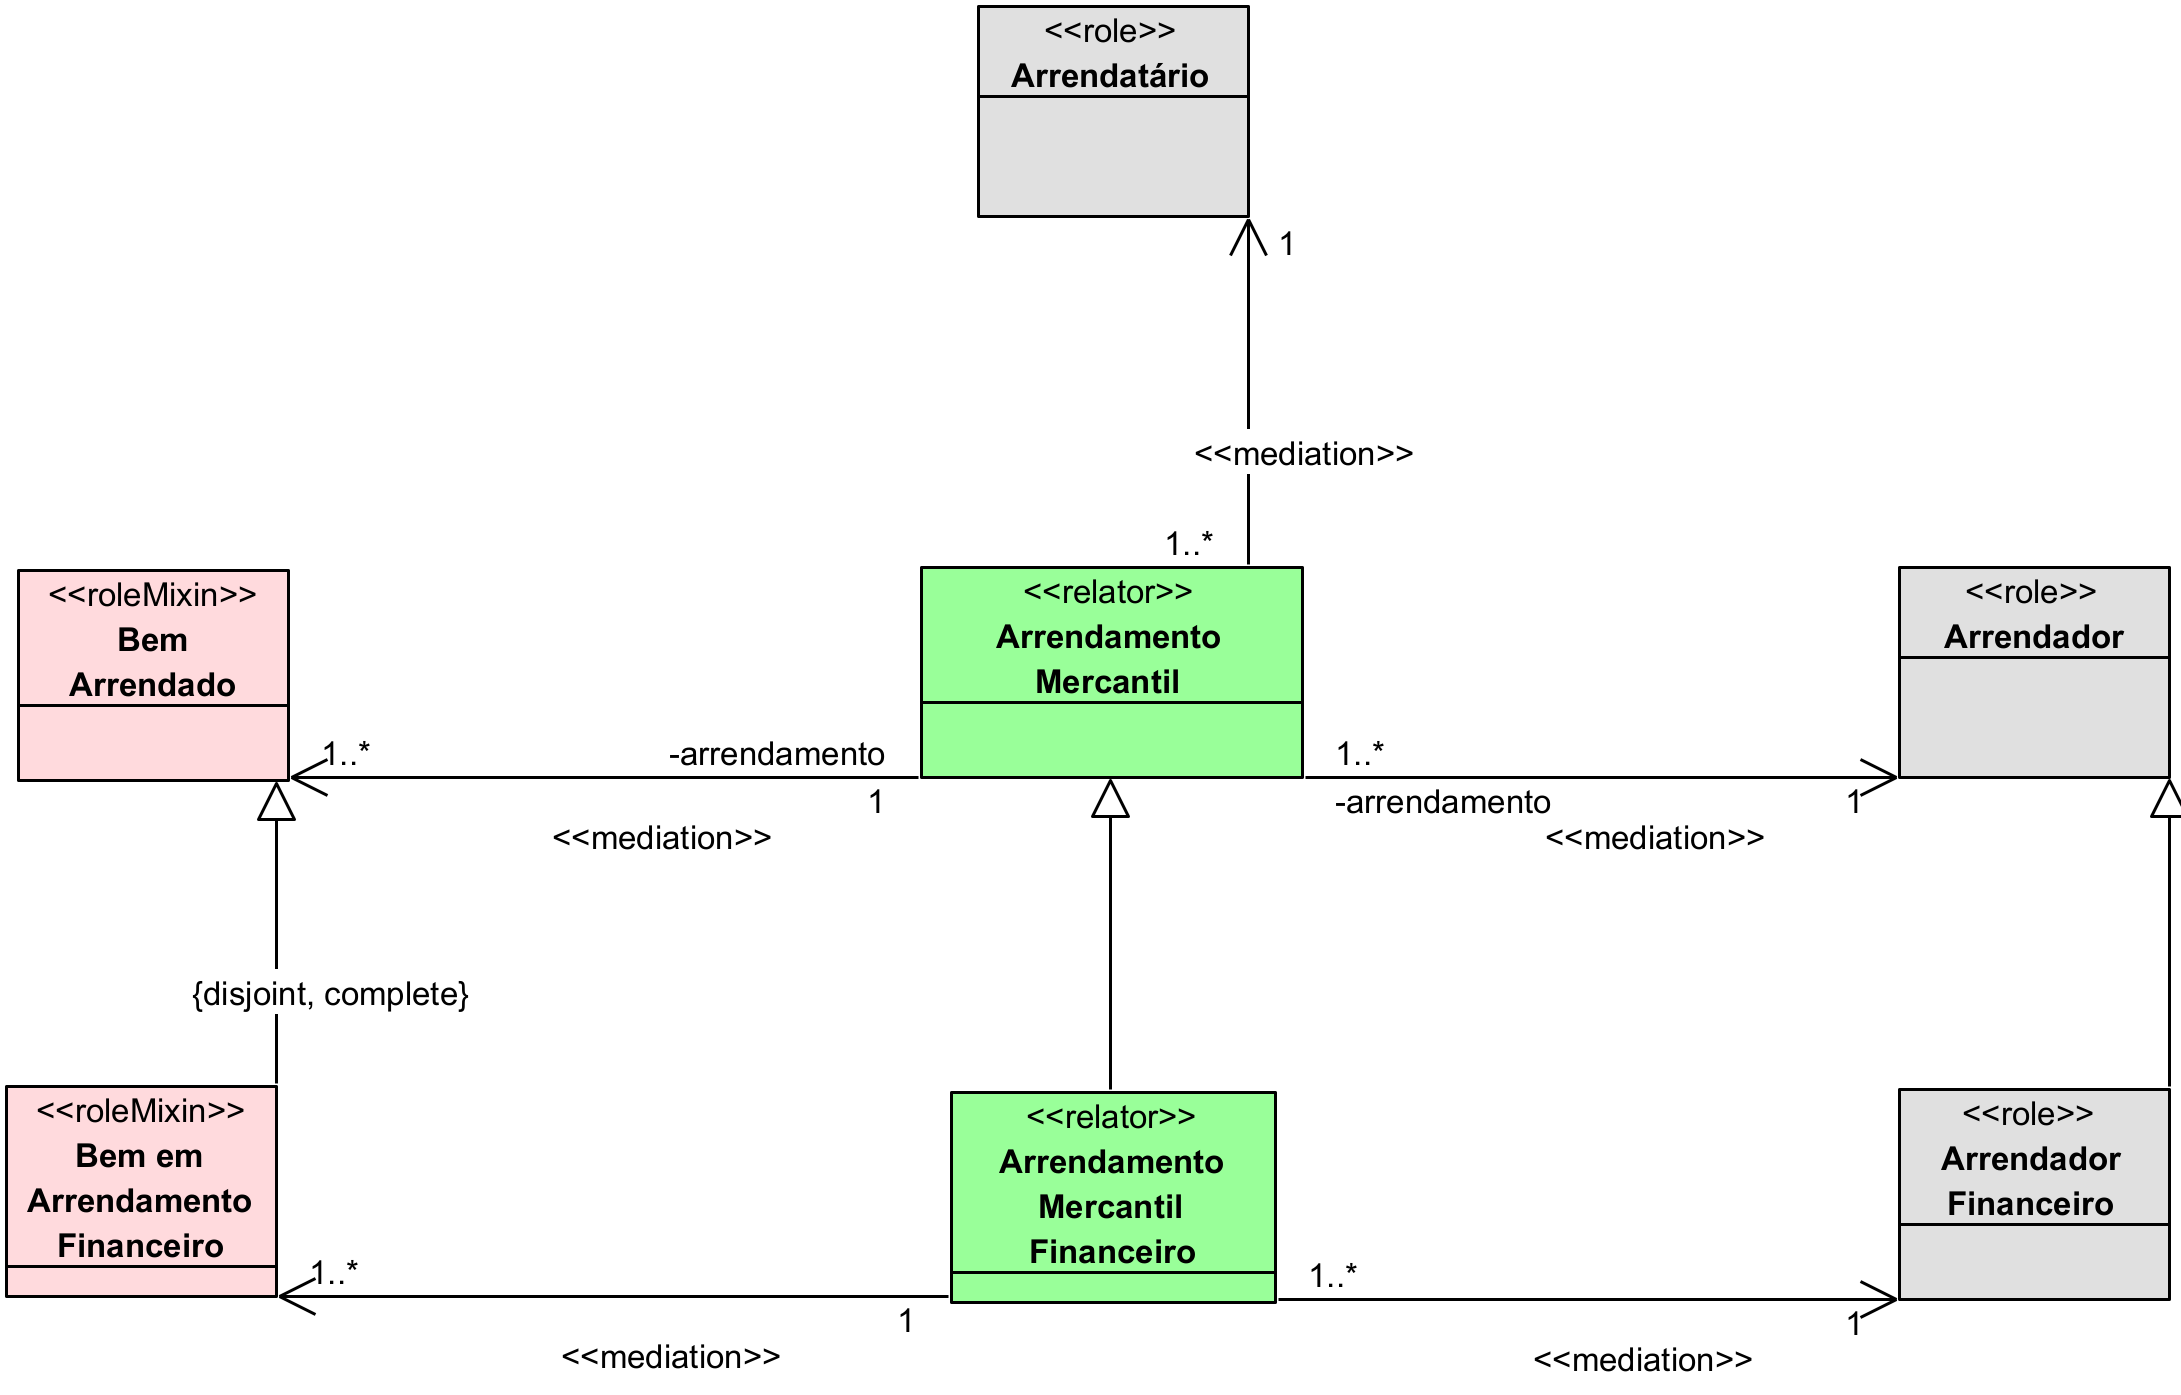 <<role>>
Arrendatário
1
<<mediation>>
1..*
<<roleMixin>>
Bem
Arrendado
<<relator>>
Arrendamento
Mercantil
<<role>>
Arrendador
1..*
-arrendamento
1
<<mediation>>
1..*
-arrendamento
1
<<mediation>>
{disjoint, complete}
<<roleMixin>>
Bem em
Arrendamento
Financeiro
<<relator>>
Arrendamento
Mercantil
Financeiro
<<role>>
Arrendador
Financeiro
1..*
1
<<mediation>>
1..*
1
<<mediation>>